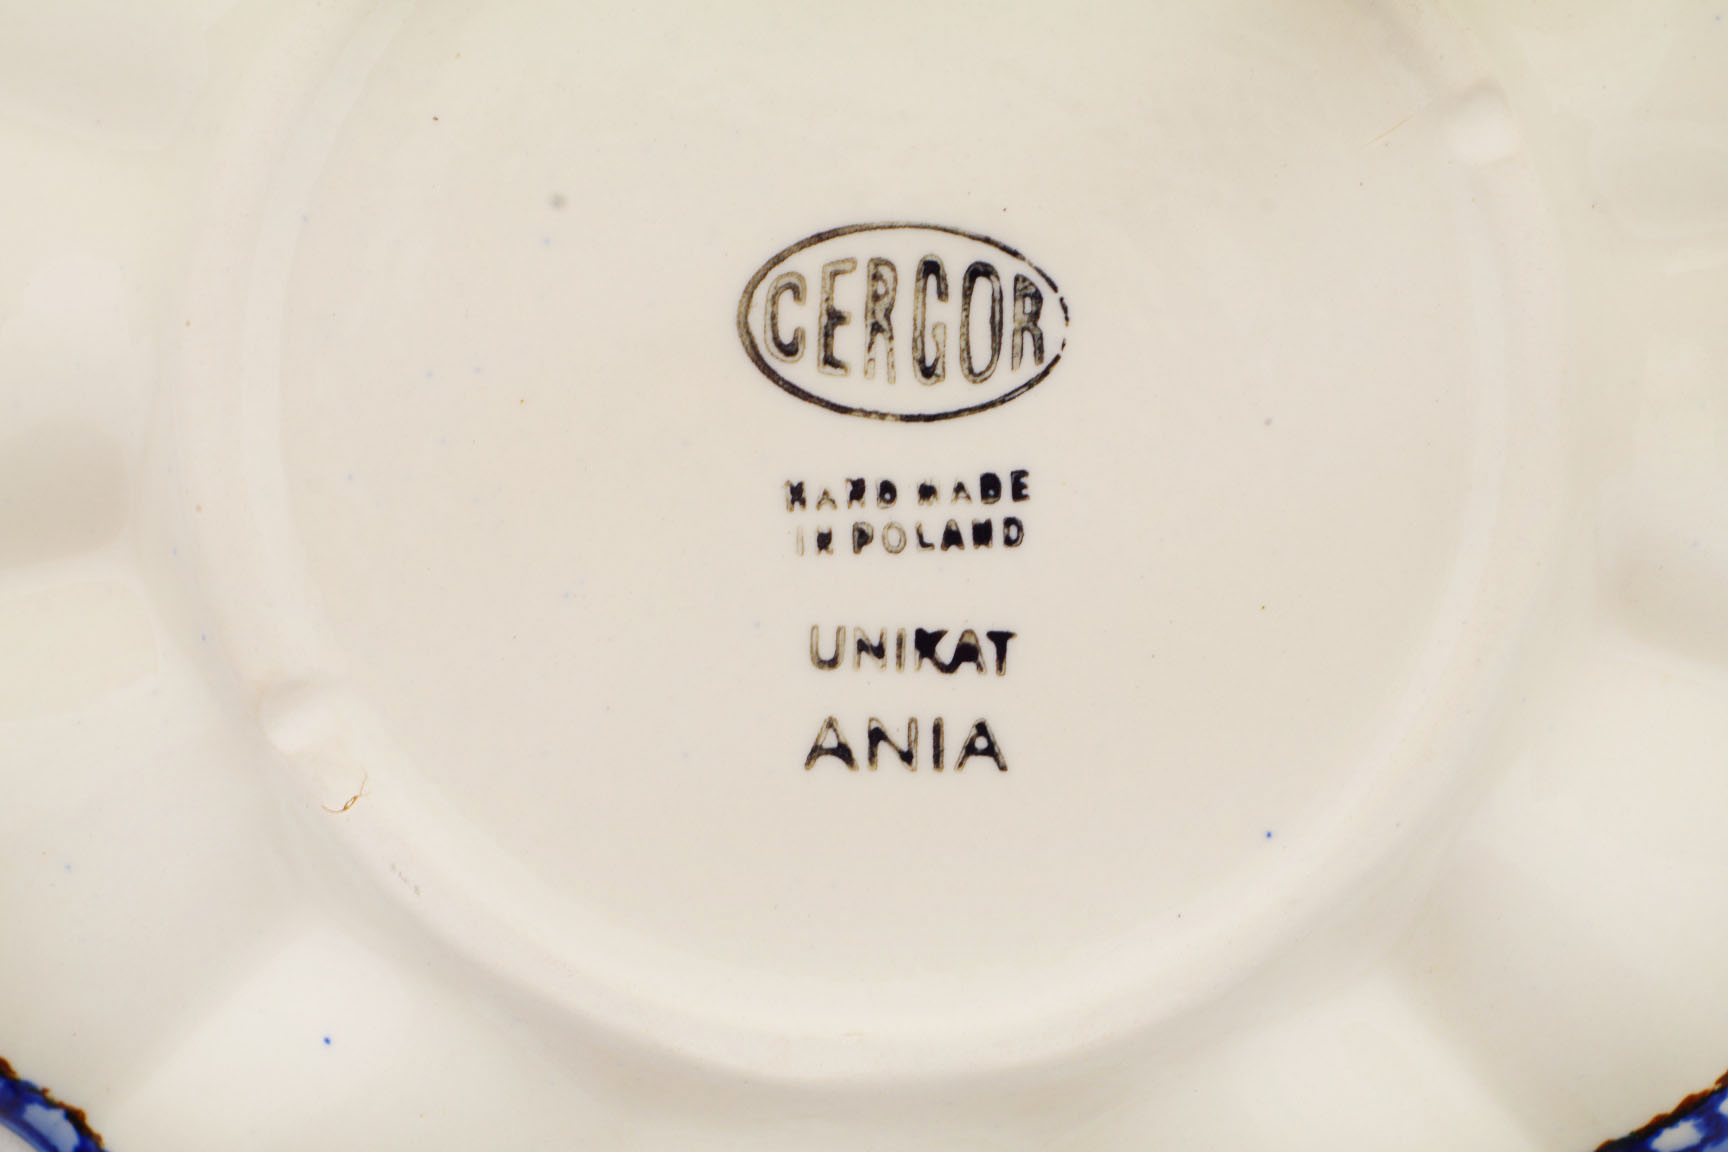 CERGOR
HAND MADE
IN POLAND
UNIKAT
ANIA